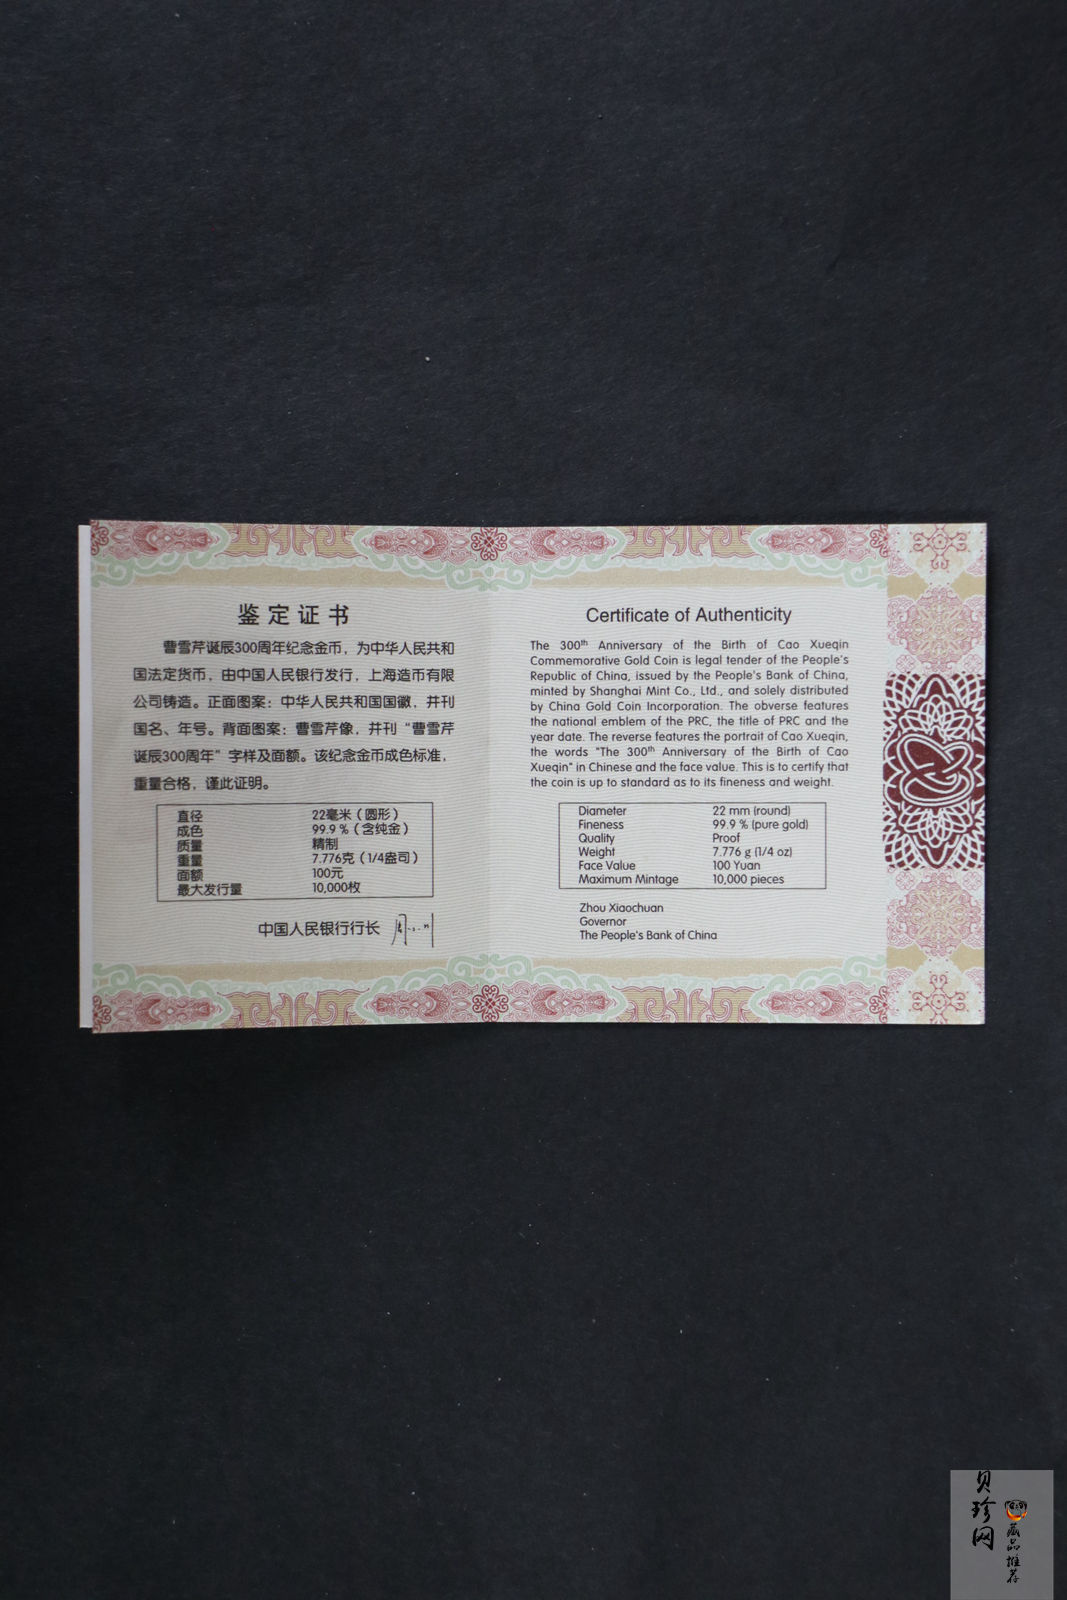 鉴定证书
曹雪芹诞辰300周年纪念金币，为中华人民共和
国法定货币，由中国人民银行发行，上海造币有限
公司铸造。正面图案：中华人民共和国国徽，并刊
国名、年号。背面图案：曹雪芹像，并刊“曹雪芹
诞辰300周年”字样及面额。该纪念金币成色标准，
重量合格，谨此证明。
直径 22毫米（圆形）
成色 99.9％（含纯金）
质量 精制
重量 7.776克（1/4盎司）
面额 100元
最大发行量 10,000枚
中国人民银行行长
Certificate of Authenticity
The 300th Anniversary of the Birth of Cao Xueqin
Commemorative Gold Coin is legal tender of the People's
Republic of China, issued by the People's Bank of China,
minted by Shanghai Mint Co., Ltd., and solely distributed
by China Gold Coin Incorporation. The obverse features
the national emblem of the PRC, the title of PRC and the
year date. The reverse features the portrait of Cao Xueqin,
the words "The 300th Anniversary of the Birth of Cao
Xueqin" in Chinese and the face value. This is to certify that
the coin is up to standard as to its fineness and weight.
Diameter 22 mm (round)
Fineness 99.9 % (pure gold)
Quality Proof
Weight 7.776 g (1/4 oz)
Face Value 100 Yuan
Maximum Mintage 10,000 pieces
Zhou Xiaochuan
Governor
The People's Bank of China
贝珍网
藏品推荐